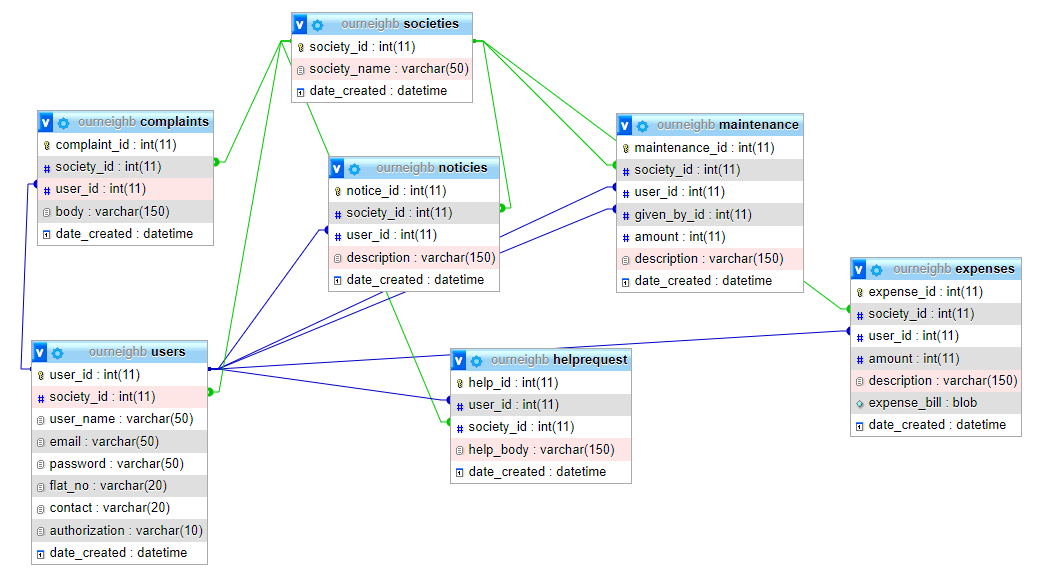 ourneighb societies
society_id : int(11)
society_name : varchar(50)
date_created : datetime
ourneighb complaints
complaint_id : int(11)
society_id : int(11)
user_id : int(11)
body : varchar(150)
date_created : datetime
ourneighb noticies
notice_id : int(11)
society_id : int(11)
user_id : int(11)
description : varchar(150)
date_created : datetime
ourneighb maintenance
maintenance_id : int(11)
society_id : int(11)
user_id : int(11)
given_by_id : int(11)
amount : int(11)
description : varchar(150)
date_created : datetime
ourneighb expenses
expense_id : int(11)
society_id : int(11)
user_id : int(11)
amount : int(11)
description : varchar(150)
expense_bill : blob
date_created : datetime
ourneighb users
user_id : int(11)
society_id : int(11)
user_name : varchar(50)
email : varchar(50)
password : varchar(50)
flat_no : varchar(20)
contact : varchar(20)
authorization : varchar(10)
date_created : datetime
ourneighb helprequest
help_id : int(11)
user_id : int(11)
society_id : int(11)
help_body : varchar(150)
date_created : datetime